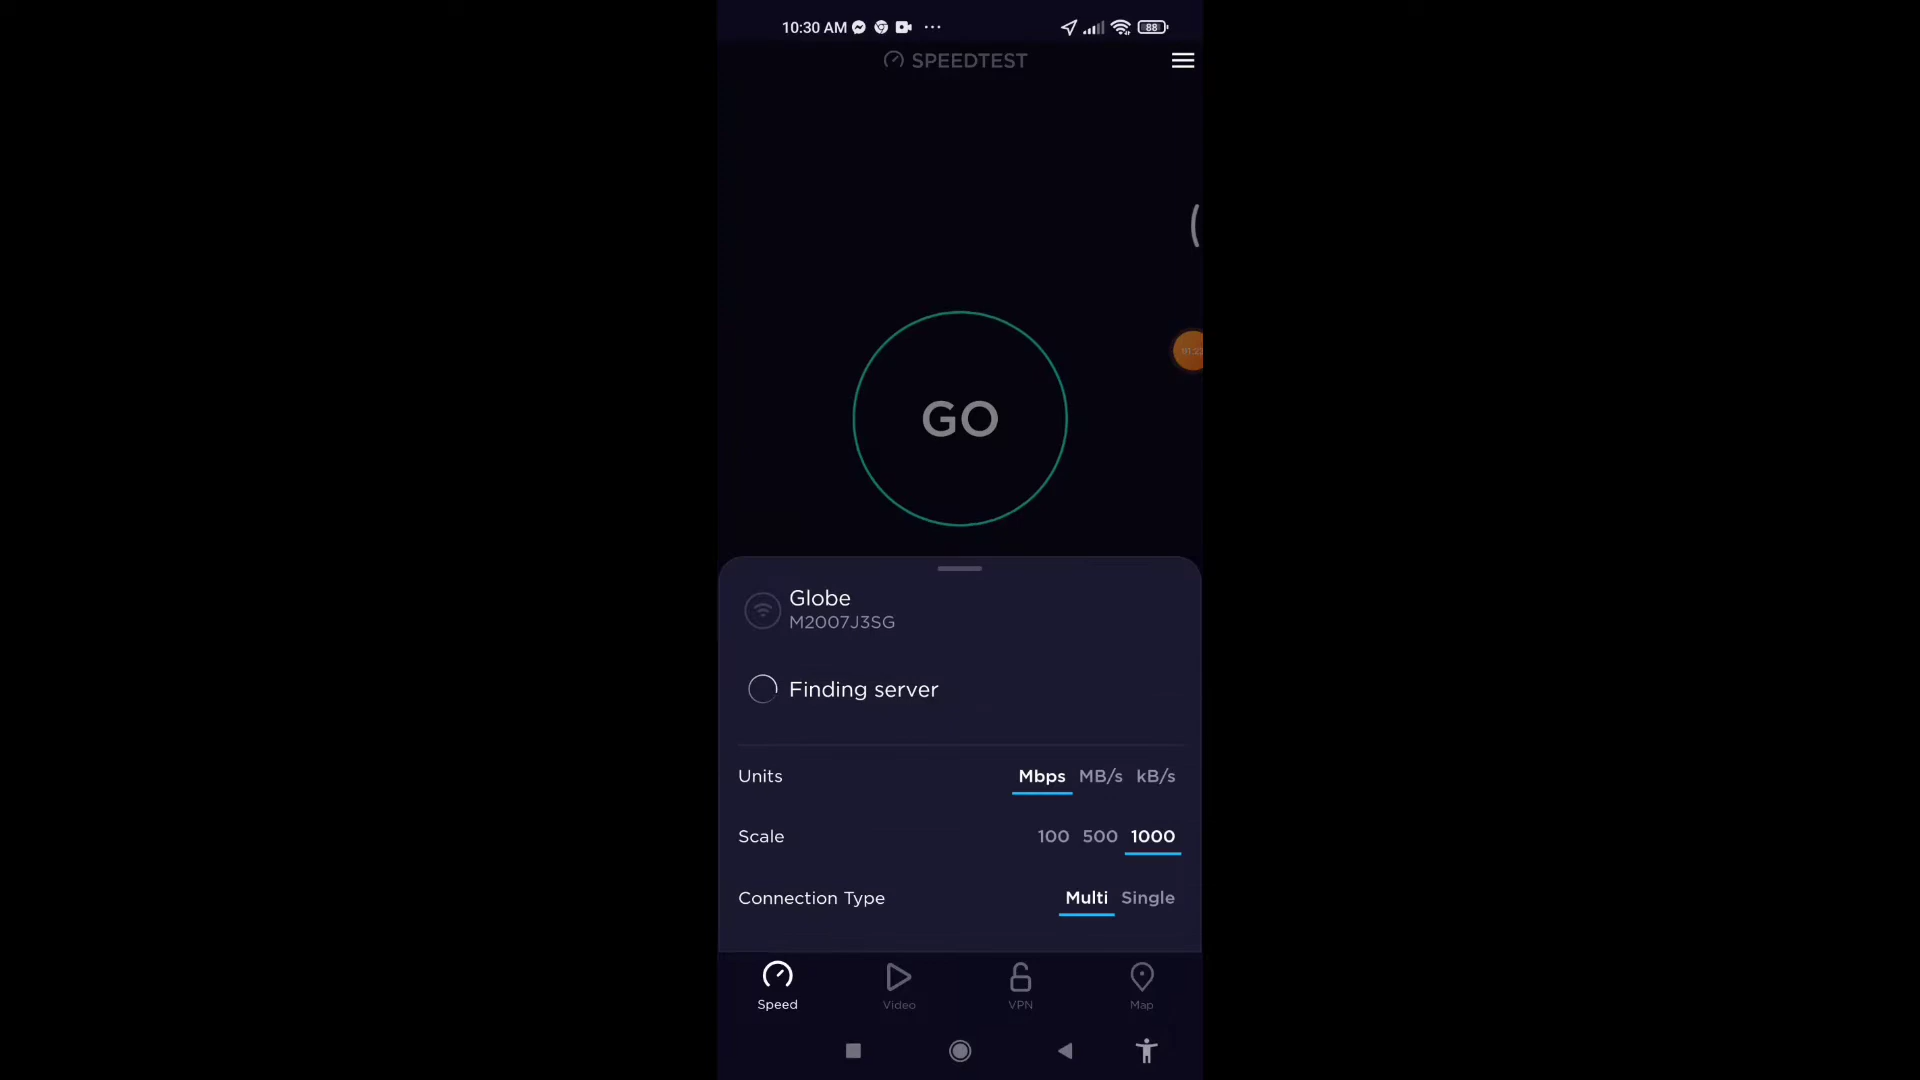 10:30 AM
88
SPEEDTEST
GO
Globe
M2007J3SG
Finding server
Units Mbps MB/s kB/s
Scale 100 500 1000
Connection Type Multi Single
Speed Video VPN Map